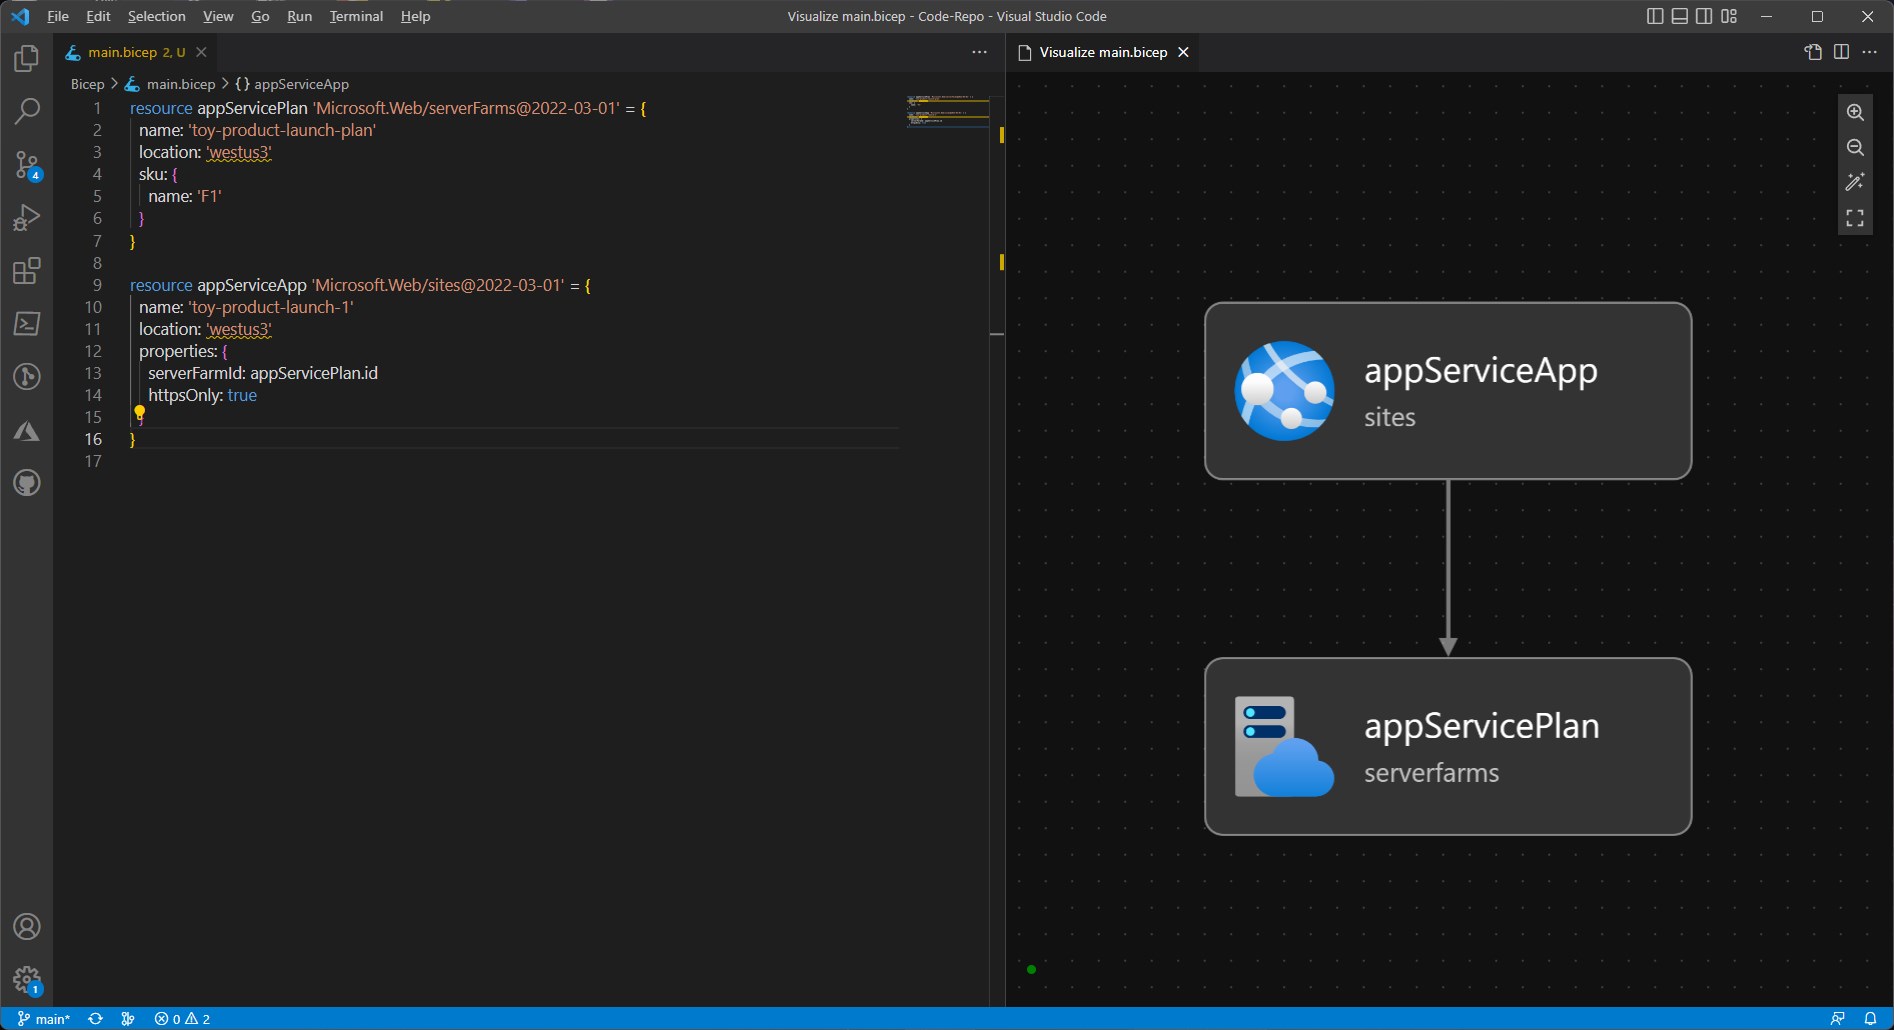 File Edit Selection View Go Run Terminal Help
Visualize main.bicep - Code-Repo - Visual Studio Code
main.bicep 2, U
Bicep > main.bicep > {} appServiceApp
1 resource appServicePlan 'Microsoft.Web/serverFarms@2022-03-01' = {
2 name: 'toy-product-launch-plan'
3 location: 'westus3'
4 sku: {
5 name: 'F1'
6 }
7 }
8
9 resource appServiceApp 'Microsoft.Web/sites@2022-03-01' = {
10 name: 'toy-product-launch-1'
11 location: 'westus3'
12 properties: {
13 serverFarmId: appServicePlan.id
14 httpsOnly: true
15 }
16 }
17
4
1
main* 0 2
Visualize main.bicep
appServiceApp
sites
appServicePlan
serverfarms